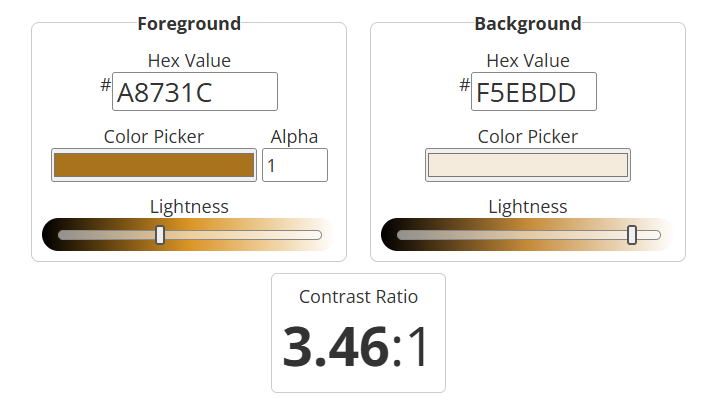 Foreground
Hex Value
# A8731C
Color Picker
Alpha
1
Lightness
Background
Hex Value
# F5EBDD
Color Picker
Lightness
Contrast Ratio
3.46:1